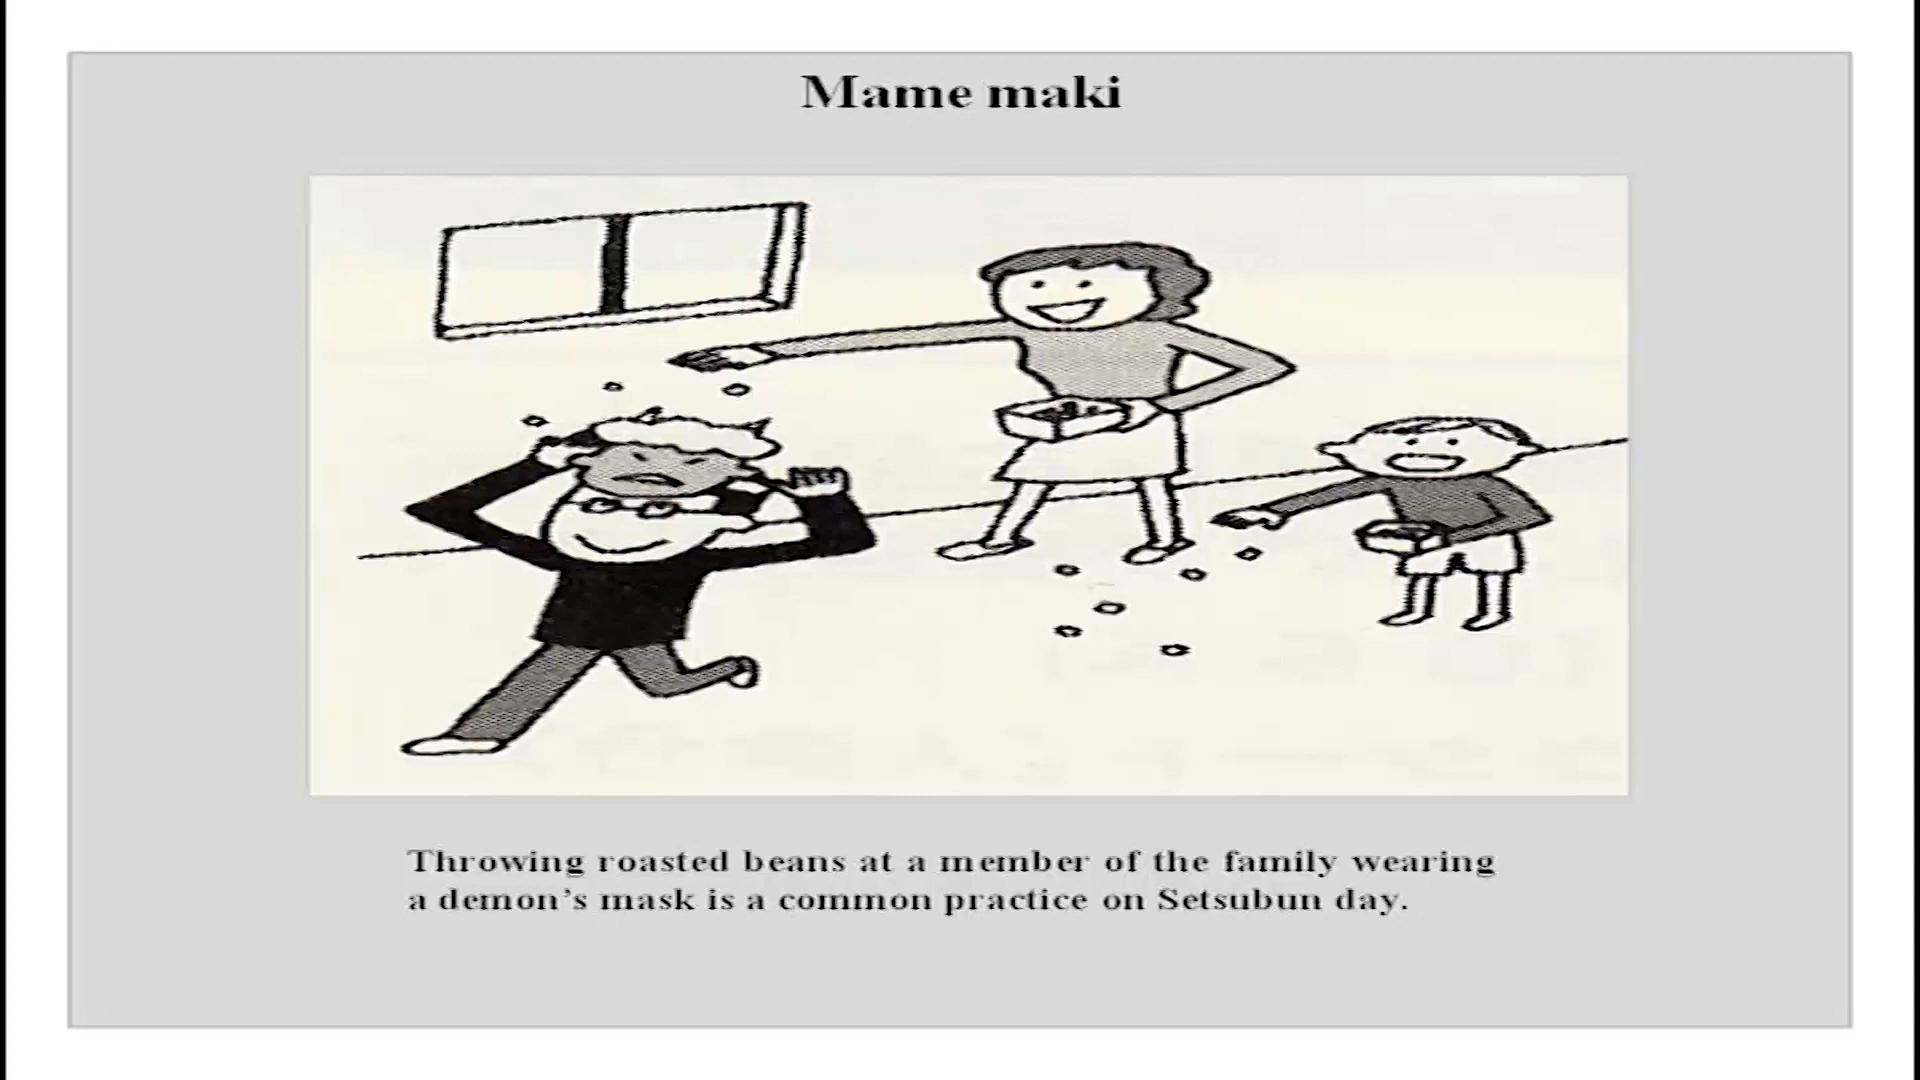 Mame maki
Throwing roasted beans at a member of the family wearing
a demon's mask is a common practice on Setsubun day.